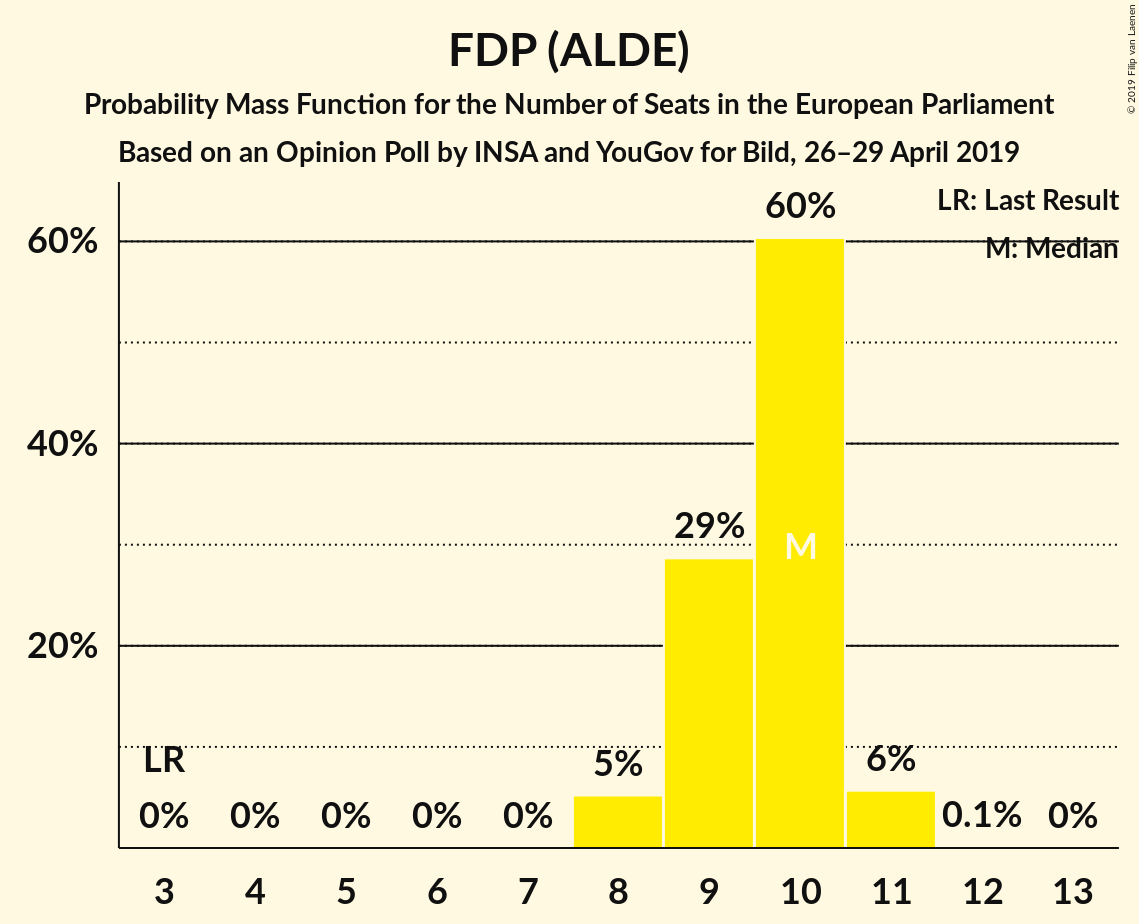 FDP (ALDE)
Probability Mass Function for the Number of Seats in the European Parliament
Based on an Opinion Poll by INSA and YouGov for Bild, 26–29 April 2019
© 2019 Filip van Laenen
LR: Last Result
M: Median
60%
40%
20%
60%
29%
M
LR
5%
6%
0% 0% 0% 0% 0% 0.1% 0%
3 4 5 6 7 8 9 10 11 12 13